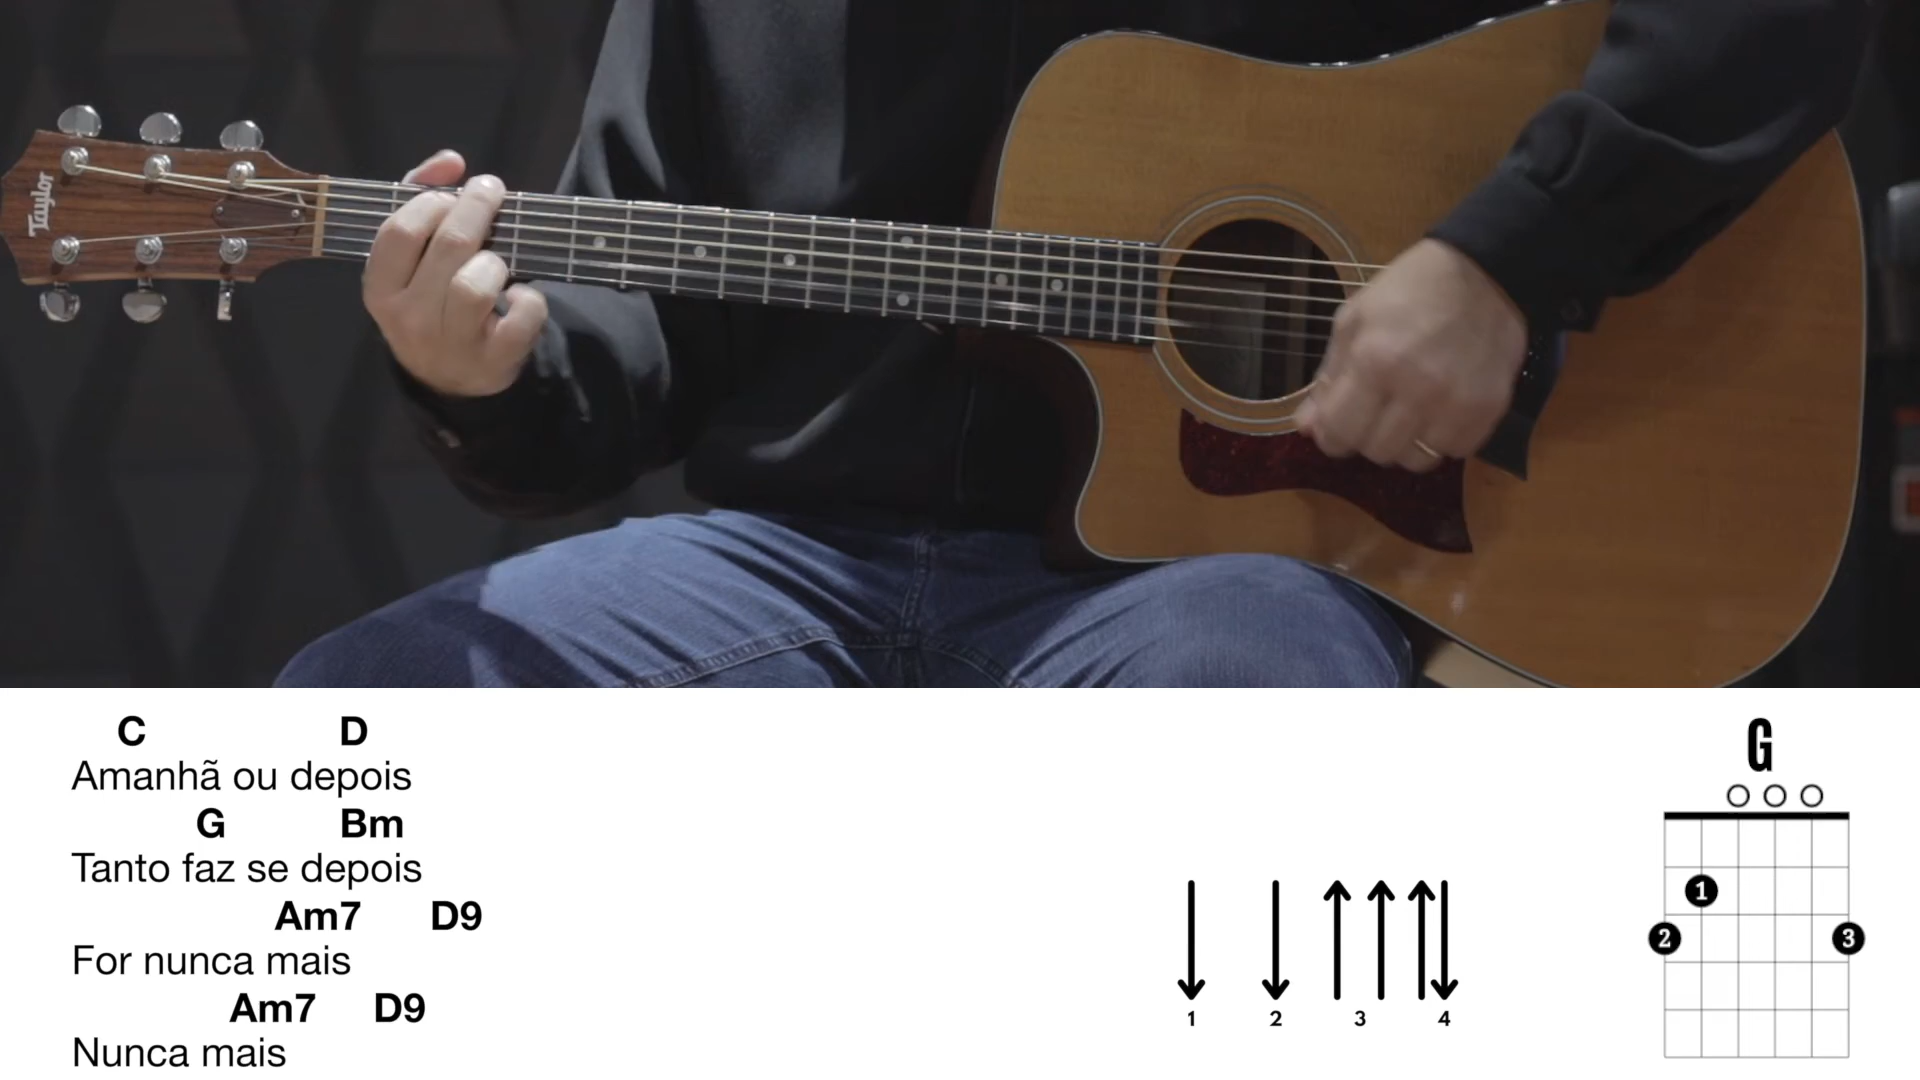 Taylor
C D
Amanhã ou depois
G Bm
Tanto faz se depois
Am7 D9
For nunca mais
Am7 D9
Nunca mais
1 2 3 4
G
1
2 3